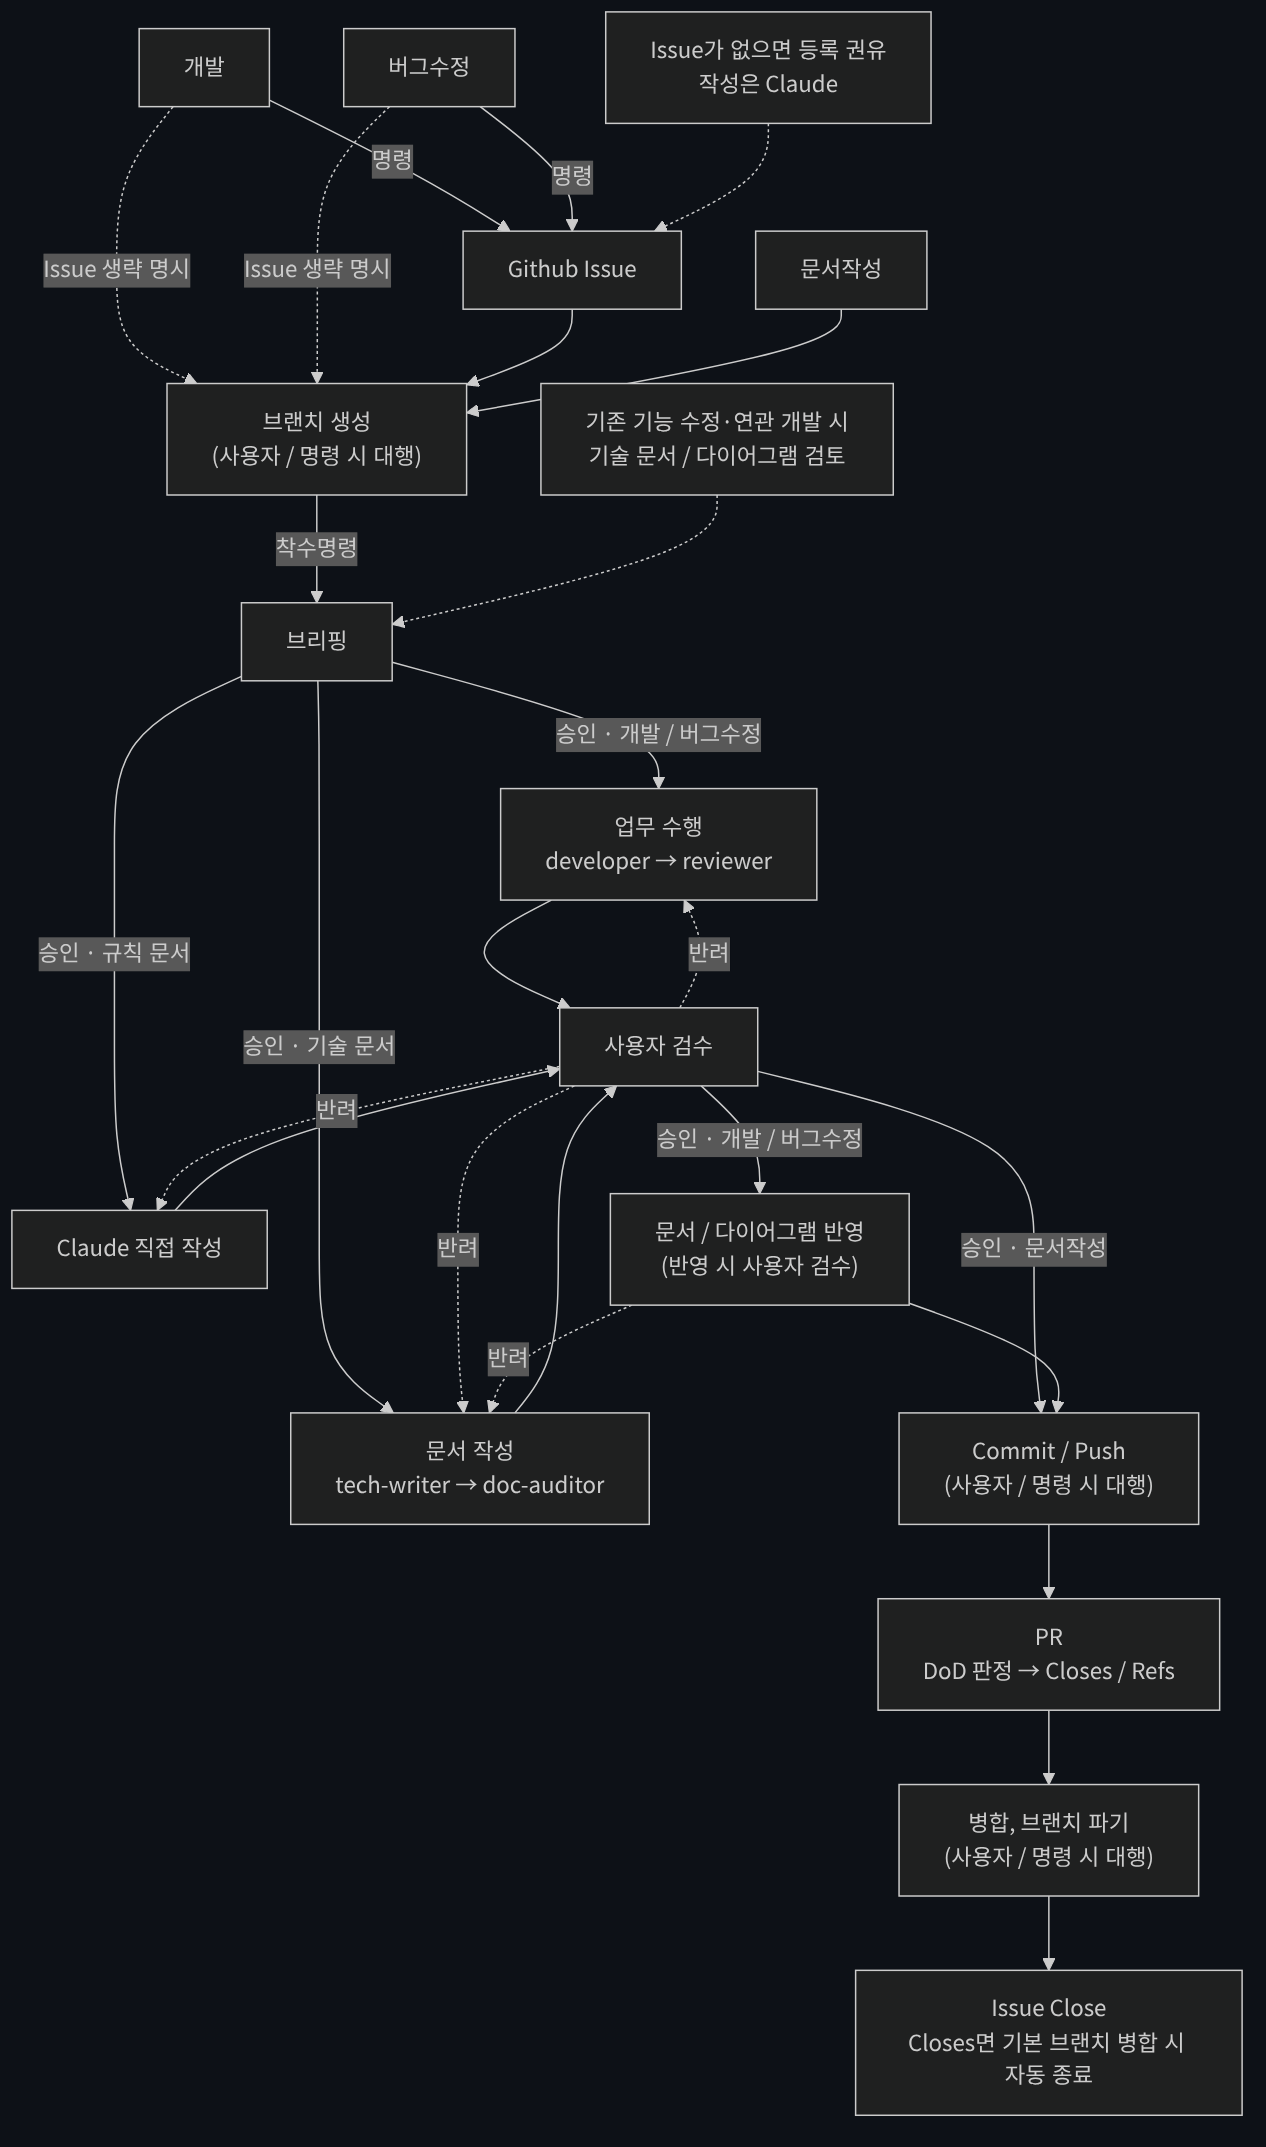 개발
버그수정
Issue가 없으면 등록 권유
작성은 Claude
명령
명령
Issue 생략 명시
Issue 생략 명시
Github Issue
문서작성
브랜치 생성
(사용자 / 명령 시 대행)
기존 기능 수정·연관 개발 시
기술 문서 / 다이어그램 검토
착수명령
브리핑
승인 · 개발 / 버그수정
업무 수행
developer → reviewer
승인 · 규칙 문서
반려
승인 · 기술 문서
사용자 검수
반려
승인 · 개발 / 버그수정
Claude 직접 작성
반려
문서 / 다이어그램 반영
(반영 시 사용자 검수)
승인 · 문서작성
반려
문서 작성
tech-writer → doc-auditor
Commit / Push
(사용자 / 명령 시 대행)
PR
DoD 판정 → Closes / Refs
병합, 브랜치 파기
(사용자 / 명령 시 대행)
Issue Close
Closes면 기본 브랜치 병합 시
자동 종료